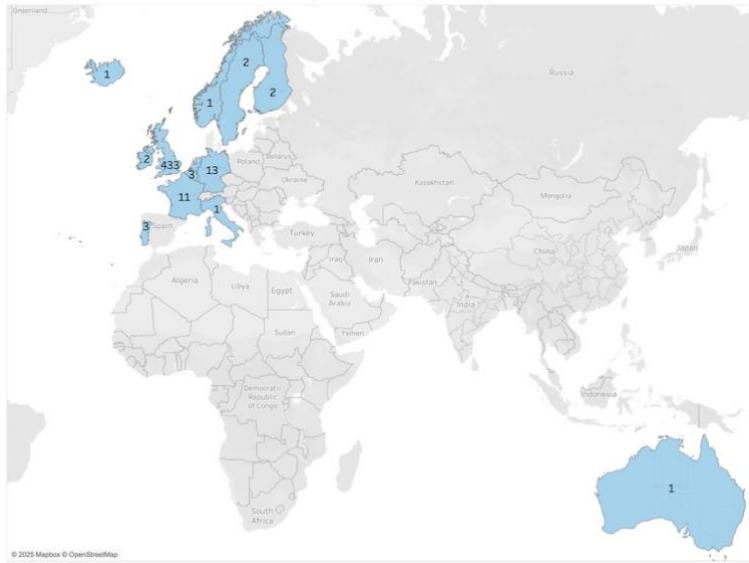 Greenland
1
Russia
2
1
2
2
433
3
13
Poland
Belarus
Ukraine
11
1
Kazakhstan
Mongolia
3
Spain
Turkey
China
Japan
Iraq
Iran
Algeria
Libya
Egypt
Saudi
Arabia
Pakistan
India
Sudan
Yemen
Democratic
Republic
of Congo
Indonesia
South
Africa
1
© 2025 Mapbox © OpenStreetMap